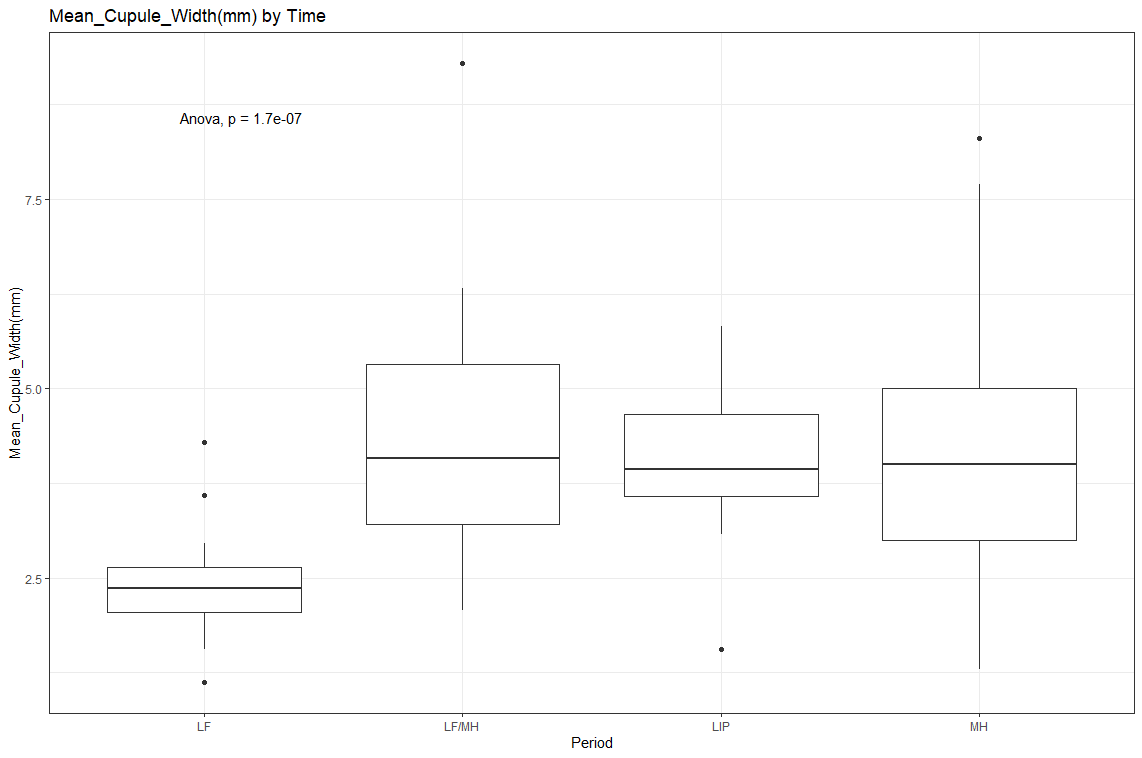 Mean_Cupule_Width(mm) by Time
Anova, p = 1.7e-07
7.5
5.0
2.5
Mean_Cupule_Width(mm)
LF
LF/MH
LIP
MH
Period